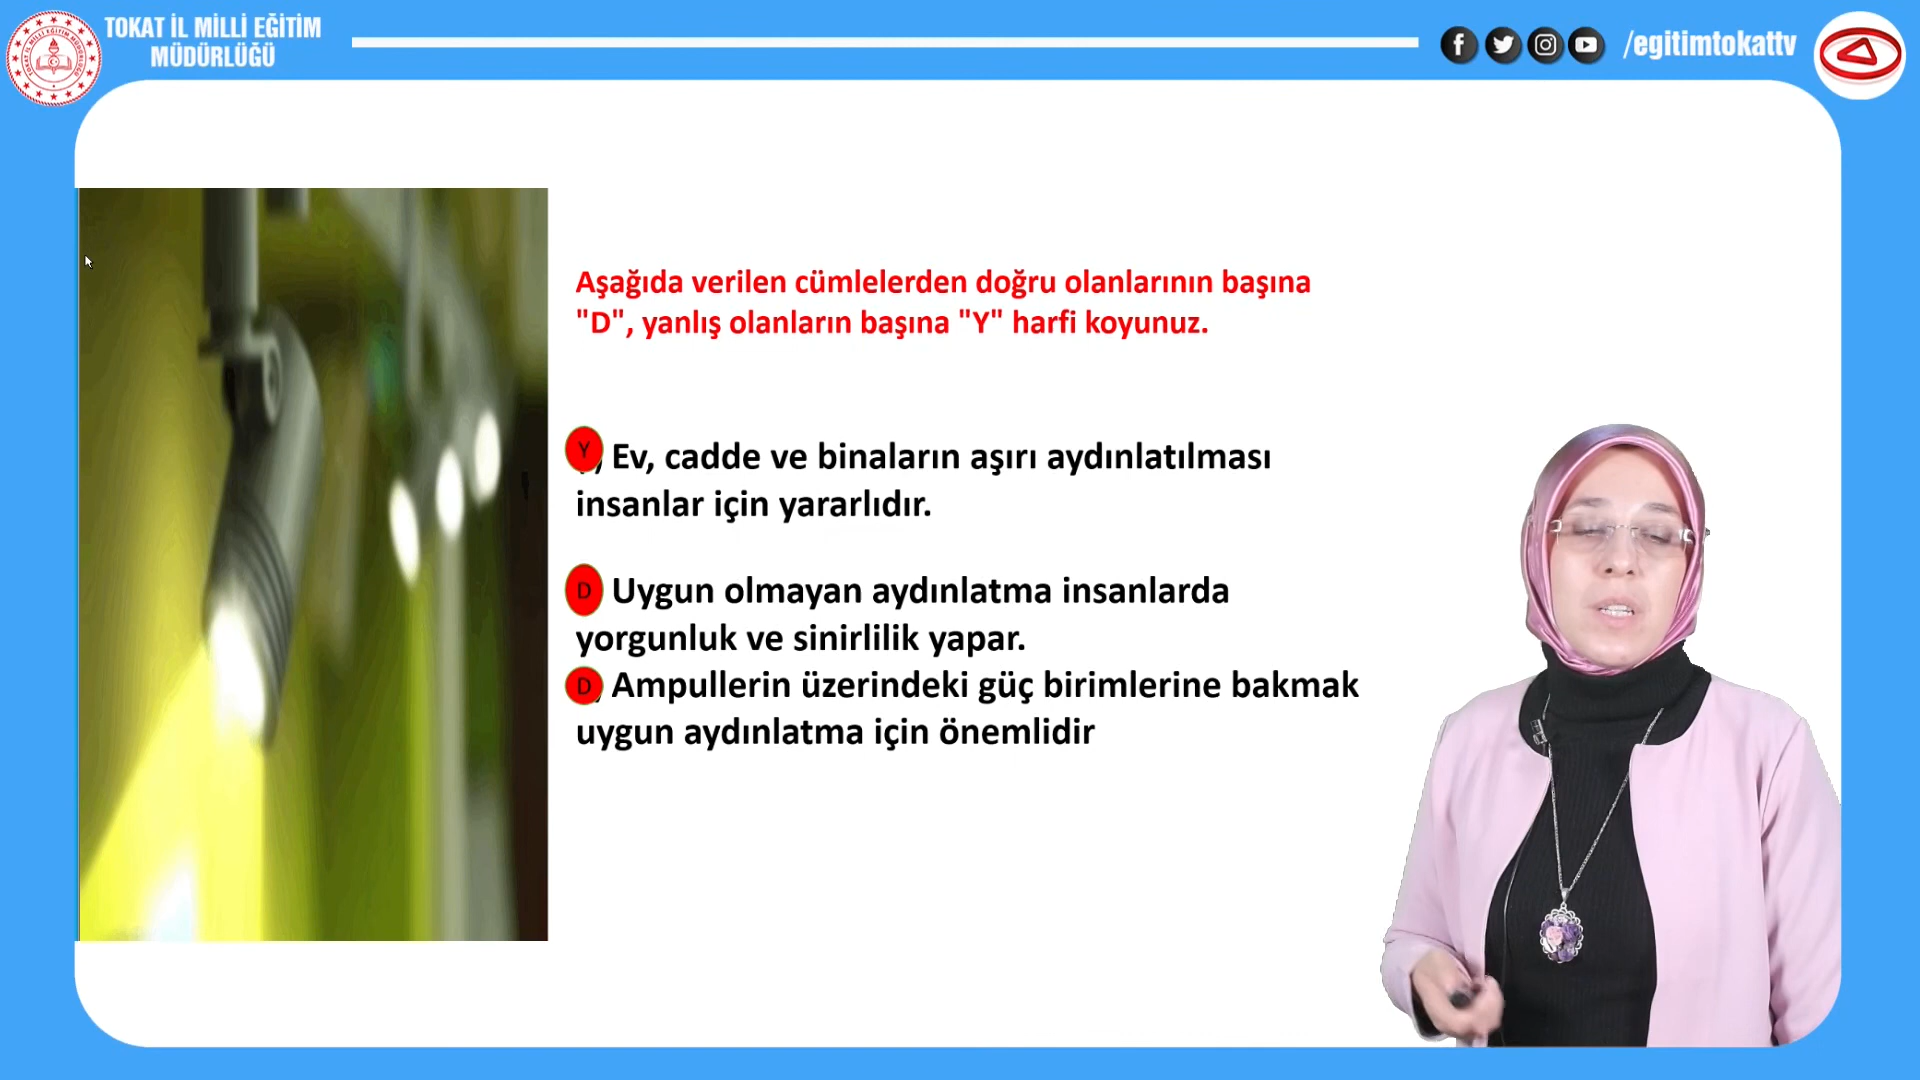 TOKAT İL MİLLİ EĞİTİM
MÜDÜRLÜĞÜ
/egitimtokattv
Aşağıda verilen cümlelerden doğru olanlarının başına
"D", yanlış olanların başına "Y" harfi koyunuz.
Y Ev, cadde ve binaların aşırı aydınlatılması
insanlar için yararlıdır.
D Uygun olmayan aydınlatma insanlarda
yorgunluk ve sinirlilik yapar.
D Ampullerin üzerindeki güç birimlerine bakmak
uygun aydınlatma için önemlidir